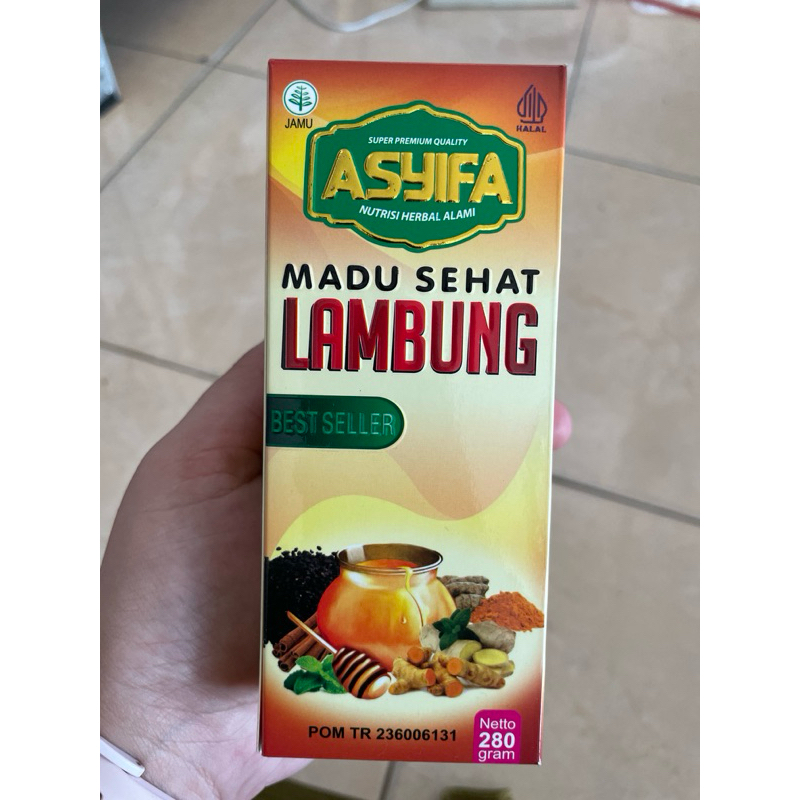 JAMU
HALAL
SUPER PREMIUM QUALITY
ASYIFA
NUTRISI HERBAL ALAMI
MADU SEHAT
LAMBUNG
BEST SELLER
POM TR 236006131
Netto
280
gram